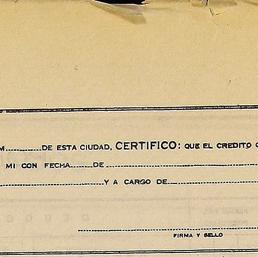 M..........DE ESTA CIUDAD, CERTIFICO: QUE EL CREDITO
MI CON FECHA..........DE
Y A CARGO DE
FIRMA Y SELLO